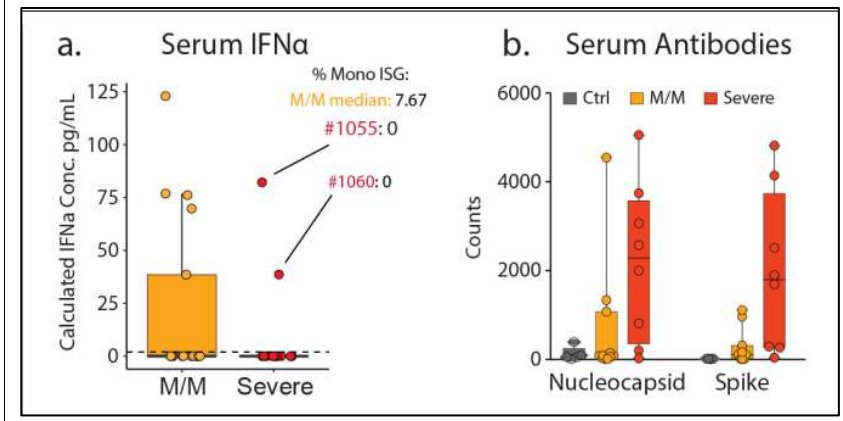 a. Serum IFNα
% Mono ISG:
M/M median: 7.67
#1055: 0
#1060: 0
Calculated IFNa Conc. pg/mL
125
100
75
50
25
0
M/M Severe
b. Serum Antibodies
Ctrl M/M Severe
Counts
6000
4000
2000
0
Nucleocapsid Spike